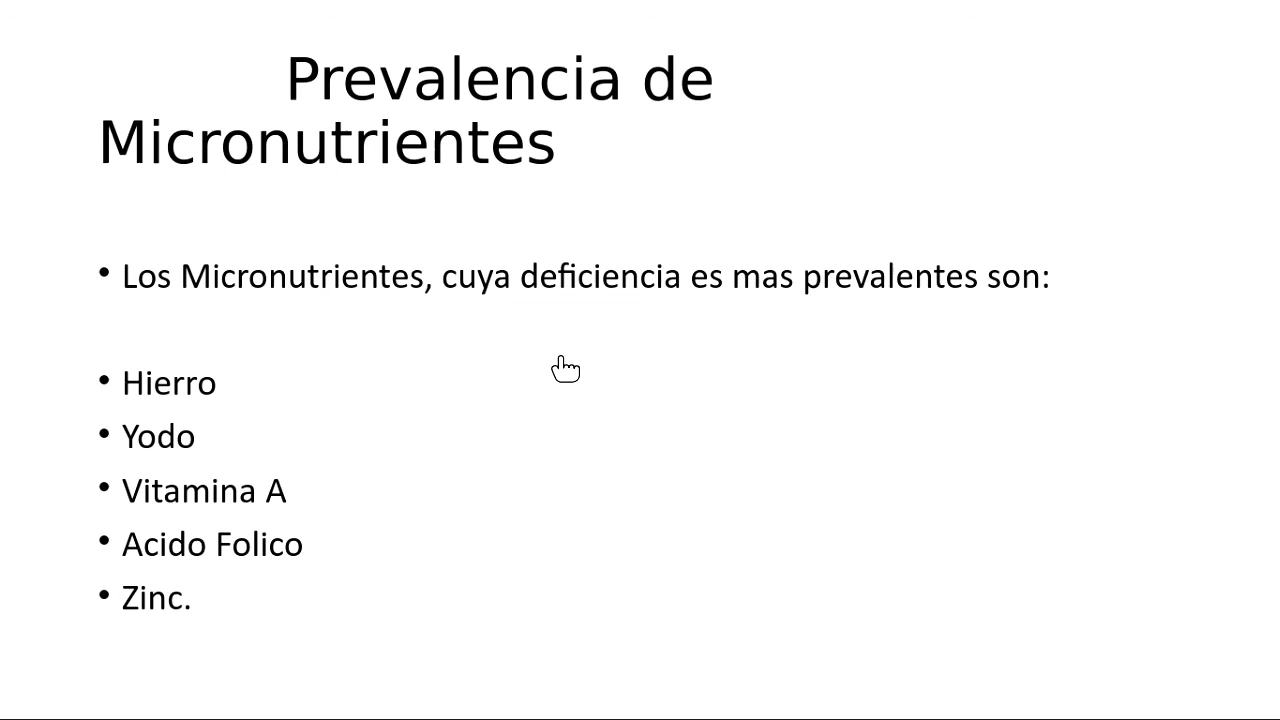 Prevalencia de
Micronutrientes
• Los Micronutrientes, cuya deficiencia es mas prevalentes son:
• Hierro
• Yodo
• Vitamina A
• Acido Folico
• Zinc.